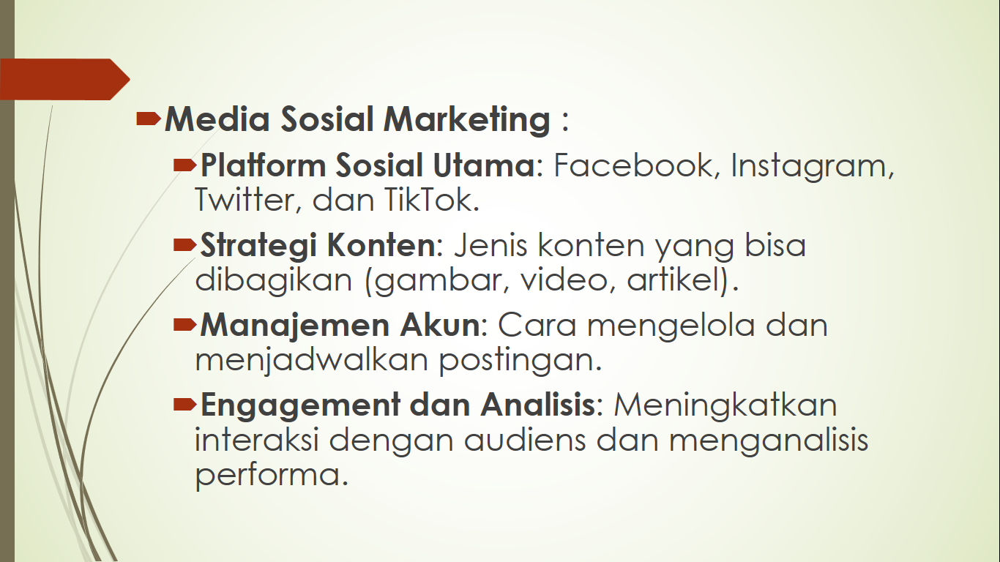 Media Sosial Marketing :
Platform Sosial Utama: Facebook, Instagram,
Twitter, dan TikTok.
Strategi Konten: Jenis konten yang bisa
dibagikan (gambar, video, artikel).
Manajemen Akun: Cara mengelola dan
menjadwalkan postingan.
Engagement dan Analisis: Meningkatkan
interaksi dengan audiens dan menganalisis
performa.